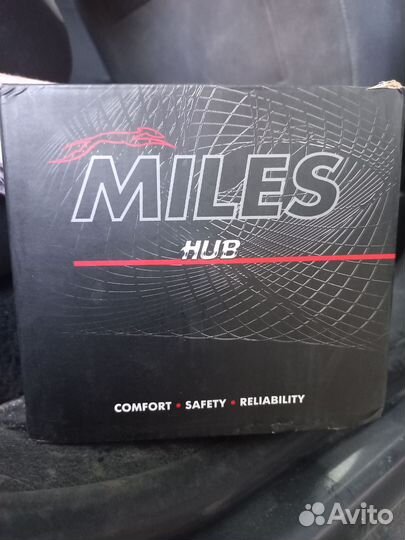 MILES
HUB
COMFORT • SAFETY • RELIABILITY
Avito